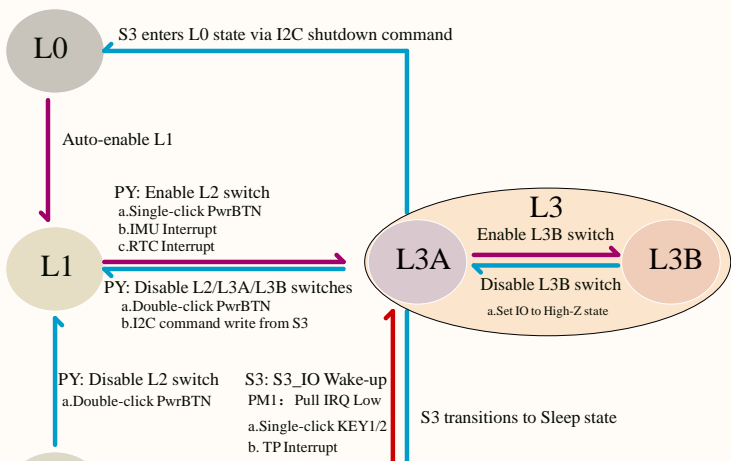 S3 enters L0 state via I2C shutdown command
L0
Auto-enable L1
PY: Enable L2 switch
a.Single-click PwrBTN
b.IMU Interrupt
c.RTC Interrupt
L3
Enable L3B switch
L1
L3A
L3B
PY: Disable L2/L3A/L3B switches
a.Double-click PwrBTN
b.I2C command write from S3
Disable L3B switch
a.Set IO to High-Z state
PY: Disable L2 switch
a.Double-click PwrBTN
S3: S3_IO Wake-up
PM1： Pull IRQ Low
a.Single-click KEY1/2
b. TP Interrupt
S3 transitions to Sleep state